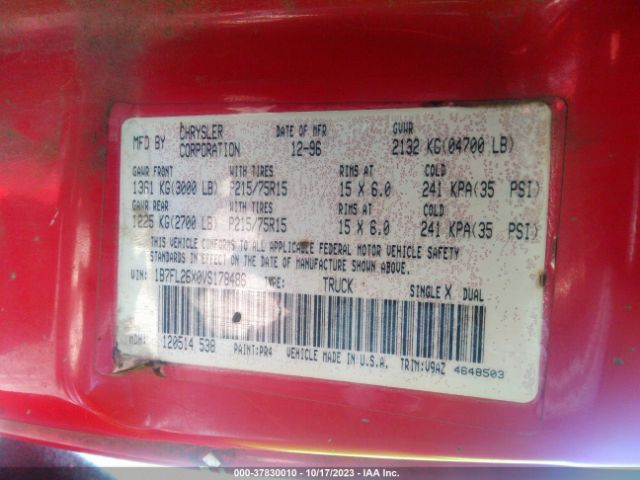 MFD BY CHRYSLER CORPORATION DATE OF MFR 12-96 GVWR 2132 KG(04700 LB)
GAWR FRONT WITH TIRES RIMS AT COLD
1361 KG(3000 LB) P215/75R15 15 X 6.0 241 KPA(35 PSI)
GAWR REAR WITH TIRES RIMS AT COLD
1225 KG(2700 LB) P215/75R15 15 X 6.0 241 KPA(35 PSI)
THIS VEHICLE CONFORMS TO ALL APPLICABLE FEDERAL MOTOR VEHICLE SAFETY
STANDARDS IN EFFECT ON THE DATE OF MANUFACTURE SHOWN ABOVE.
VIN: 1B7FL26X0VS178486 TYPE: TRUCK SINGLE X DUAL
MDH: 120514 538 PAINT:PR4 VEHICLE MADE IN U.S.A. TRIM:V9AZ 4648503
000-37830010 - 10/17/2023 - IAA Inc.